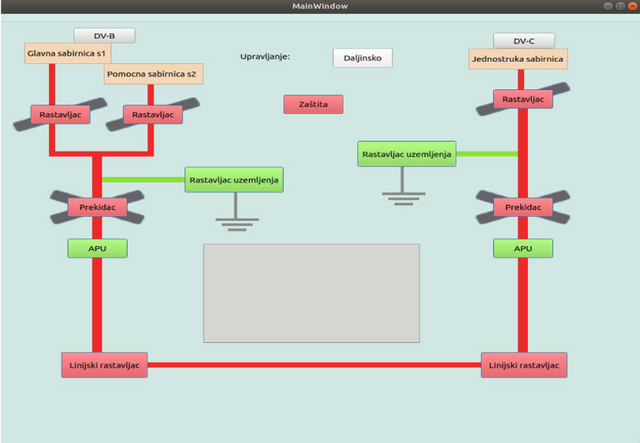 MainWindow
DV-B
Glavna sabirnica s1
Pomocna sabirnica s2
Upravljanje:
Daljinsko
DV-C
Jednostruka sabirnica
Rastavljac
Rastavljac
Zaštita
Rastavljac
Rastavljac uzemljenja
Rastavljac uzemljenja
Prekidac
Prekidac
APU
APU
Linijski rastavljac
Linijski rastavljac